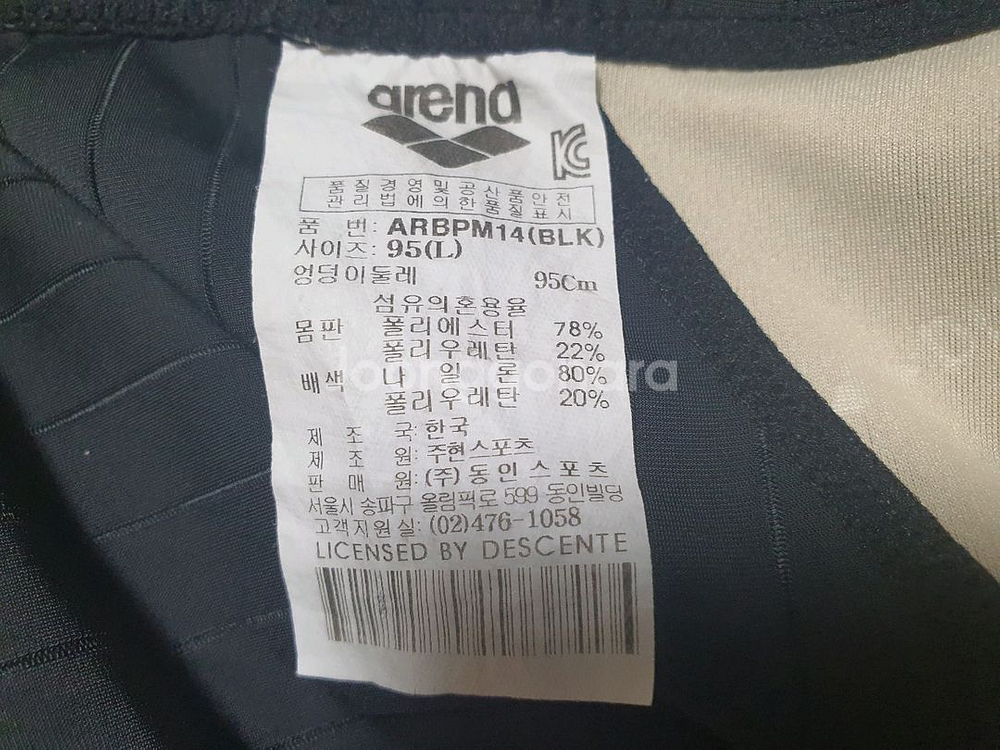 arena
KC
품질경영및공산품안전
관리법에의한품질표시
품 번: ARBPM14(BLK)
사이즈: 95(L)
엉덩이둘레 95Cm
섬유의혼용율
몸판 폴리에스터 78%
폴리우레탄 22%
배색 나 일 론 80%
폴리우레탄 20%
제 조 국: 한국
제 조 원: 주현스포츠
판 매 원: (주) 동인 스포츠
서울시 송파구 올림픽로 599 동인빌딩
고객지원실: (02)476-1058
LICENSED BY DESCENTE